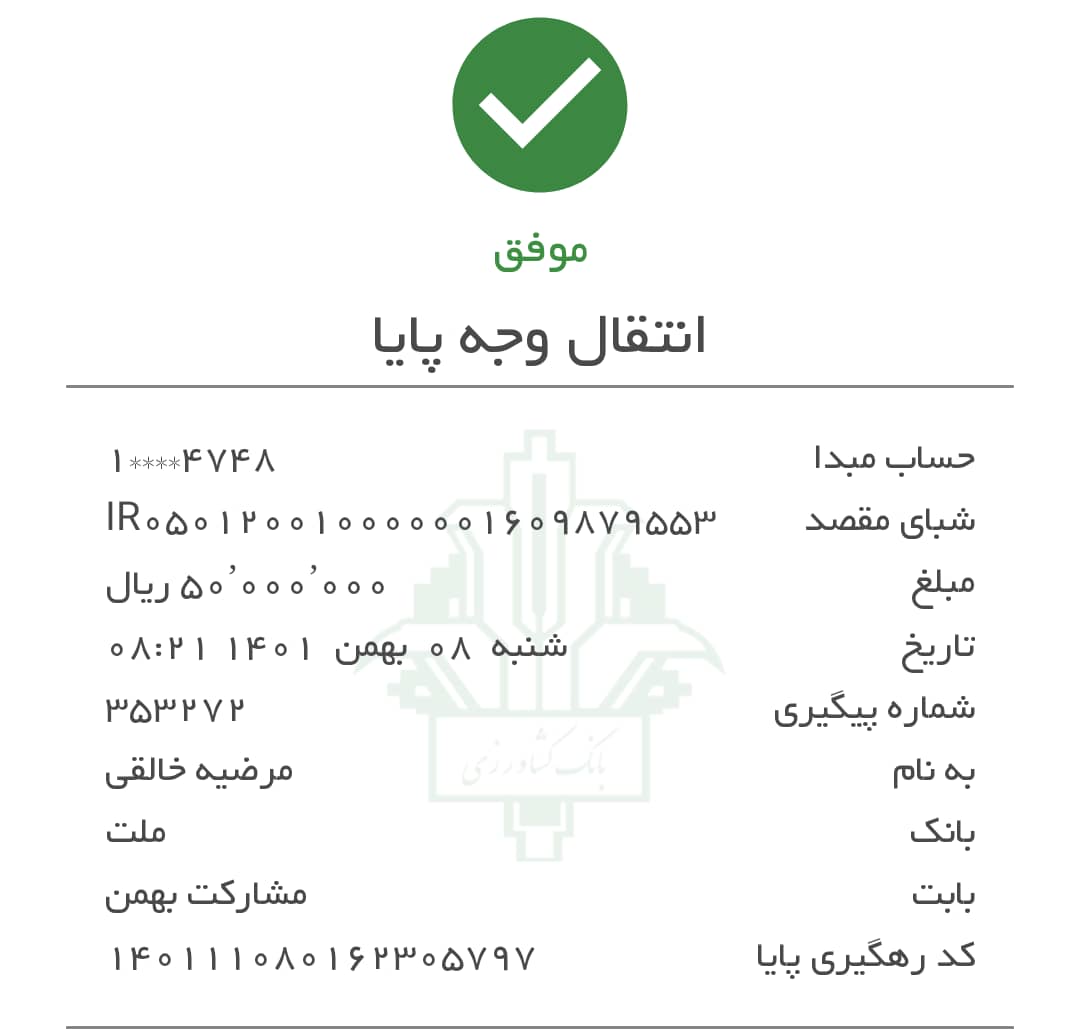 موفق
انتقال وجه پایا
حساب مبدا ۱****۴۷۴۸
شبای مقصد IR۰۵۰۱۲۰۰۱۰۰۰۰۰۰۱۶۰۹۸۷۹۵۵۳
مبلغ ۵۰٬۰۰۰٬۰۰۰ ریال
تاریخ شنبه ۰۸ بهمن ۱۴۰۱ ۰۸:۲۱
شماره پیگیری ۳۵۳۲۷۲
به نام مرضیه خالقی
بانک ملت
بابت مشارکت بهمن
کد رهگیری پایا ۱۴۰۱۱۱۰۸۰۱۶۲۳۰۵۷۹۷
بانک کشاورزی